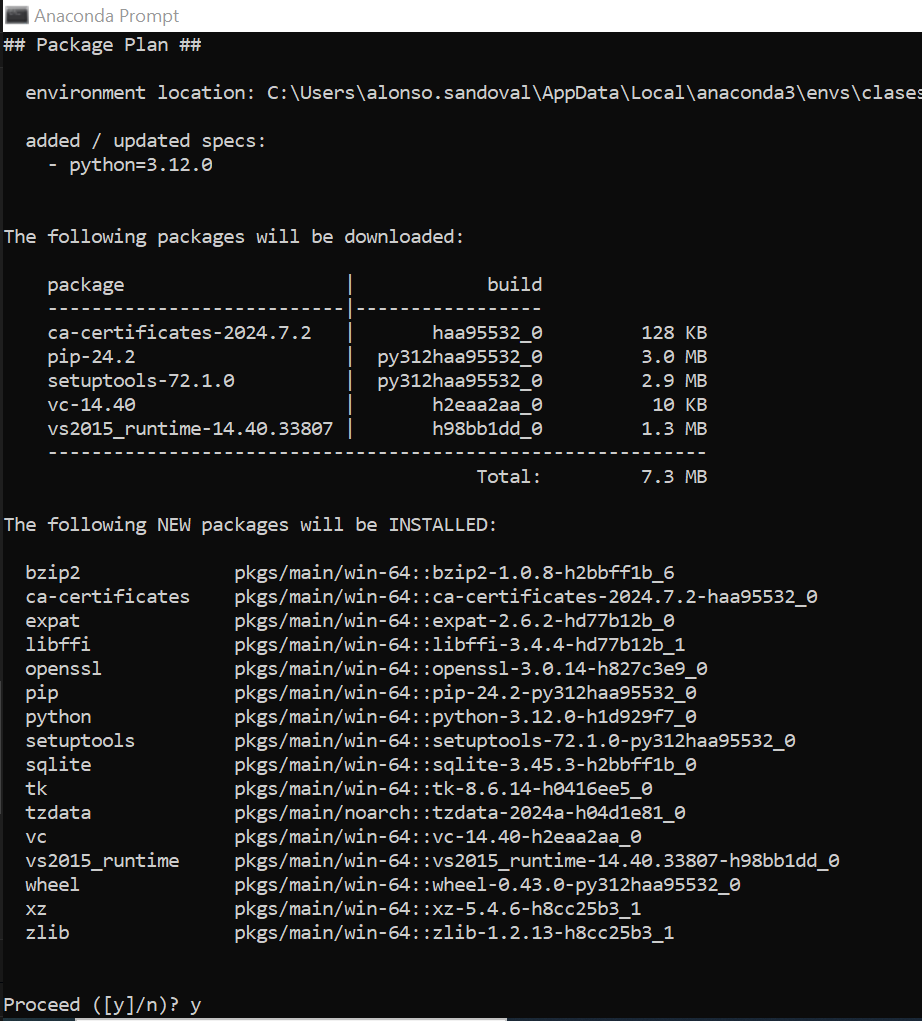 Anaconda Prompt
## Package Plan ##
environment location: C:\Users\alonso.sandoval\AppData\Local\anaconda3\envs\clases
added / updated specs:
- python=3.12.0
The following packages will be downloaded:
package | build
---------------------------|-----------------
ca-certificates-2024.7.2 | haa95532_0 128 KB
pip-24.2 | py312haa95532_0 3.0 MB
setuptools-72.1.0 | py312haa95532_0 2.9 MB
vc-14.40 | h2eaa2aa_0 10 KB
vs2015_runtime-14.40.33807 | h98bb1dd_0 1.3 MB
------------------------------------------------------------
Total: 7.3 MB
The following NEW packages will be INSTALLED:
bzip2 pkgs/main/win-64::bzip2-1.0.8-h2bbff1b_6
ca-certificates pkgs/main/win-64::ca-certificates-2024.7.2-haa95532_0
expat pkgs/main/win-64::expat-2.6.2-hd77b12b_0
libffi pkgs/main/win-64::libffi-3.4.4-hd77b12b_1
openssl pkgs/main/win-64::openssl-3.0.14-h827c3e9_0
pip pkgs/main/win-64::pip-24.2-py312haa95532_0
python pkgs/main/win-64::python-3.12.0-h1d929f7_0
setuptools pkgs/main/win-64::setuptools-72.1.0-py312haa95532_0
sqlite pkgs/main/win-64::sqlite-3.45.3-h2bbff1b_0
tk pkgs/main/win-64::tk-8.6.14-h0416ee5_0
tzdata pkgs/main/noarch::tzdata-2024a-h04d1e81_0
vc pkgs/main/win-64::vc-14.40-h2eaa2aa_0
vs2015_runtime pkgs/main/win-64::vs2015_runtime-14.40.33807-h98bb1dd_0
wheel pkgs/main/win-64::wheel-0.43.0-py312haa95532_0
xz pkgs/main/win-64::xz-5.4.6-h8cc25b3_1
zlib pkgs/main/win-64::zlib-1.2.13-h8cc25b3_1
Proceed ([y]/n)? y